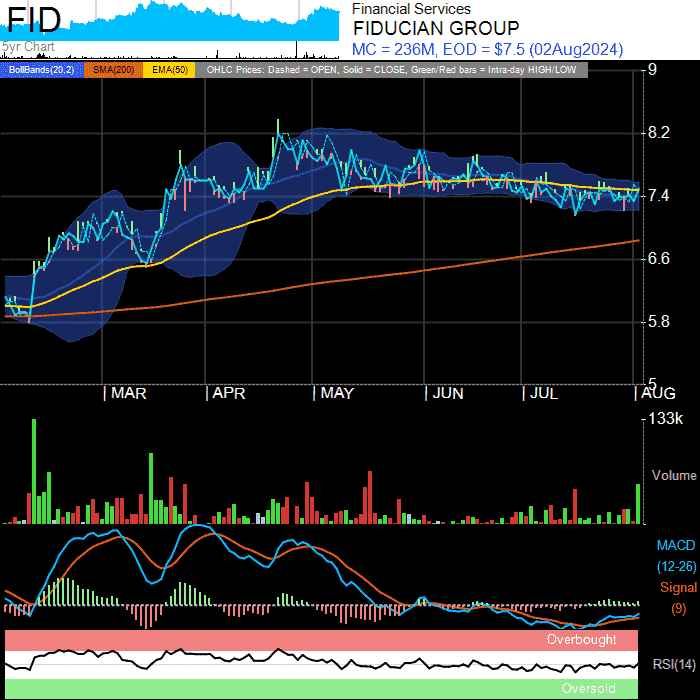 FID
5yr Chart
Financial Services
FIDUCIAN GROUP
MC = 236M, EOD = $7.5 (02Aug2024)
BollBands(20,2) SMA(200) EMA(50) OHLC Prices: Dashed = OPEN, Solid = CLOSE, Green/Red bars = Intra-day HIGH/LOW
9
8.2
7.4
6.6
5.8
5
MAR APR MAY JUN JUL AUG
133k
Volume
MACD
(12-26)
Signal
(9)
Overbought
RSI(14)
Oversold